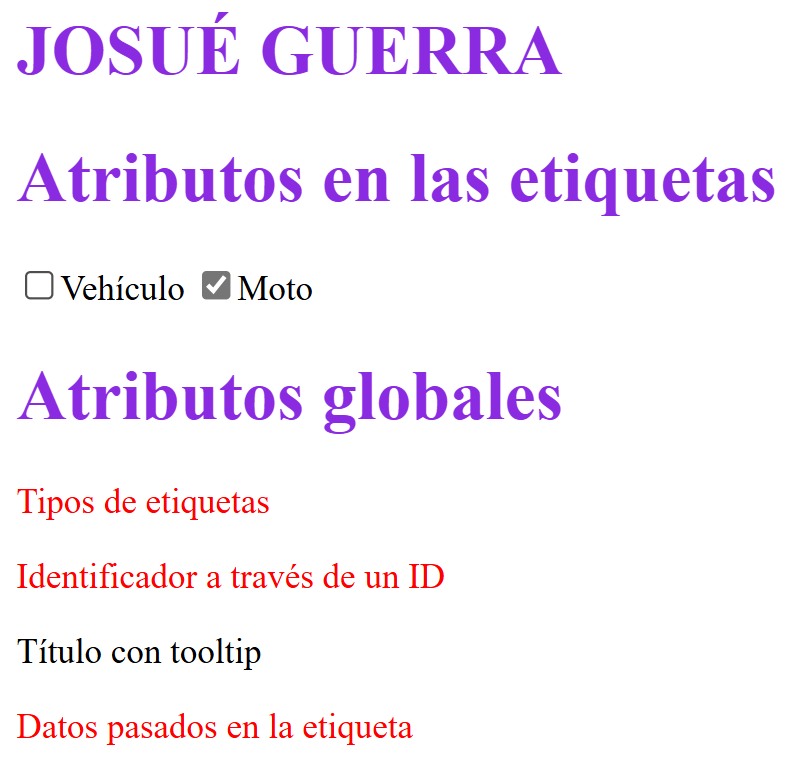 JOSUÉ GUERRA
Atributos en las etiquetas
Vehículo Moto
Atributos globales
Tipos de etiquetas
Identificador a través de un ID
Título con tooltip
Datos pasados en la etiqueta